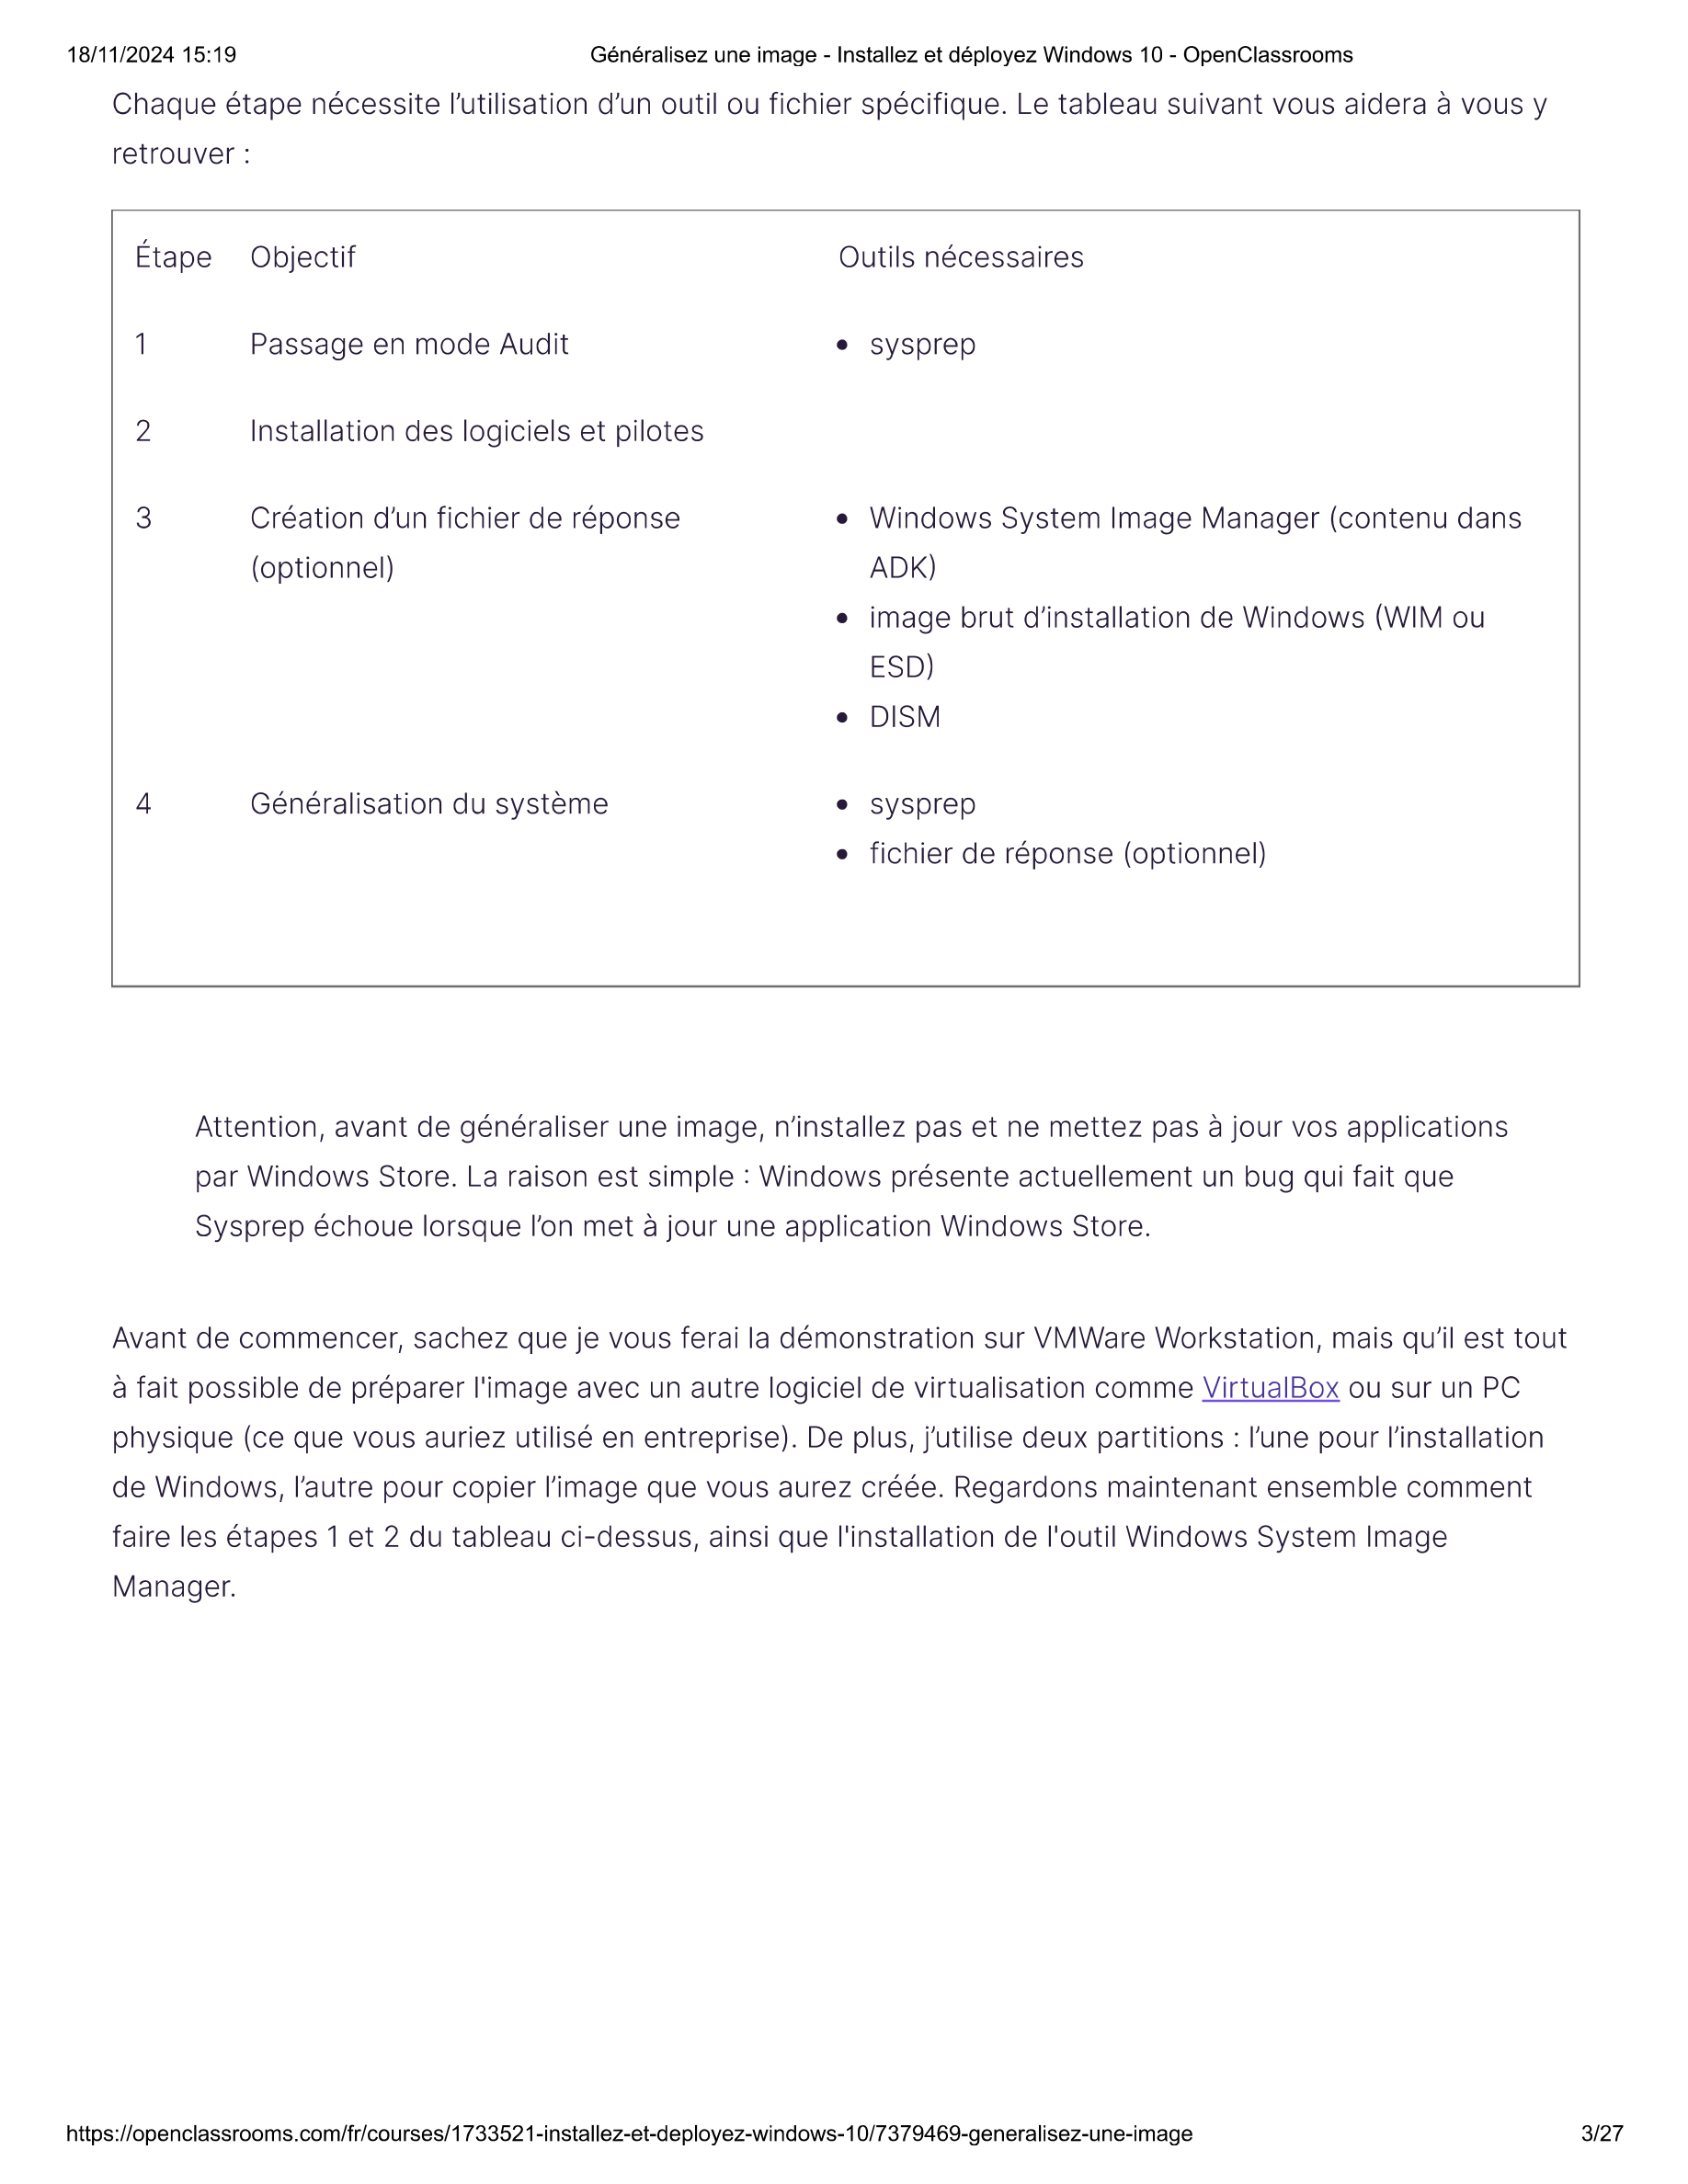 18/11/2024 15:19
Généralisez une image - Installez et déployez Windows 10 - OpenClassrooms
Chaque étape nécessite l’utilisation d’un outil ou fichier spécifique. Le tableau suivant vous aidera à vous y
retrouver :
Étape Objectif Outils nécessaires
1 Passage en mode Audit • sysprep
2 Installation des logiciels et pilotes
3 Création d’un fichier de réponse • Windows System Image Manager (contenu dans
(optionnel) ADK)
• image brut d’installation de Windows (WIM ou
ESD)
• DISM
4 Généralisation du système • sysprep
• fichier de réponse (optionnel)
Attention, avant de généraliser une image, n’installez pas et ne mettez pas à jour vos applications
par Windows Store. La raison est simple : Windows présente actuellement un bug qui fait que
Sysprep échoue lorsque l’on met à jour une application Windows Store.
Avant de commencer, sachez que je vous ferai la démonstration sur VMWare Workstation, mais qu’il est tout
à fait possible de préparer l'image avec un autre logiciel de virtualisation comme VirtualBox ou sur un PC
physique (ce que vous auriez utilisé en entreprise). De plus, j’utilise deux partitions : l’une pour l’installation
de Windows, l’autre pour copier l’image que vous aurez créée. Regardons maintenant ensemble comment
faire les étapes 1 et 2 du tableau ci-dessus, ainsi que l'installation de l'outil Windows System Image
Manager.
https://openclassrooms.com/fr/courses/1733521-installez-et-deployez-windows-10/7379469-generalisez-une-image
3/27